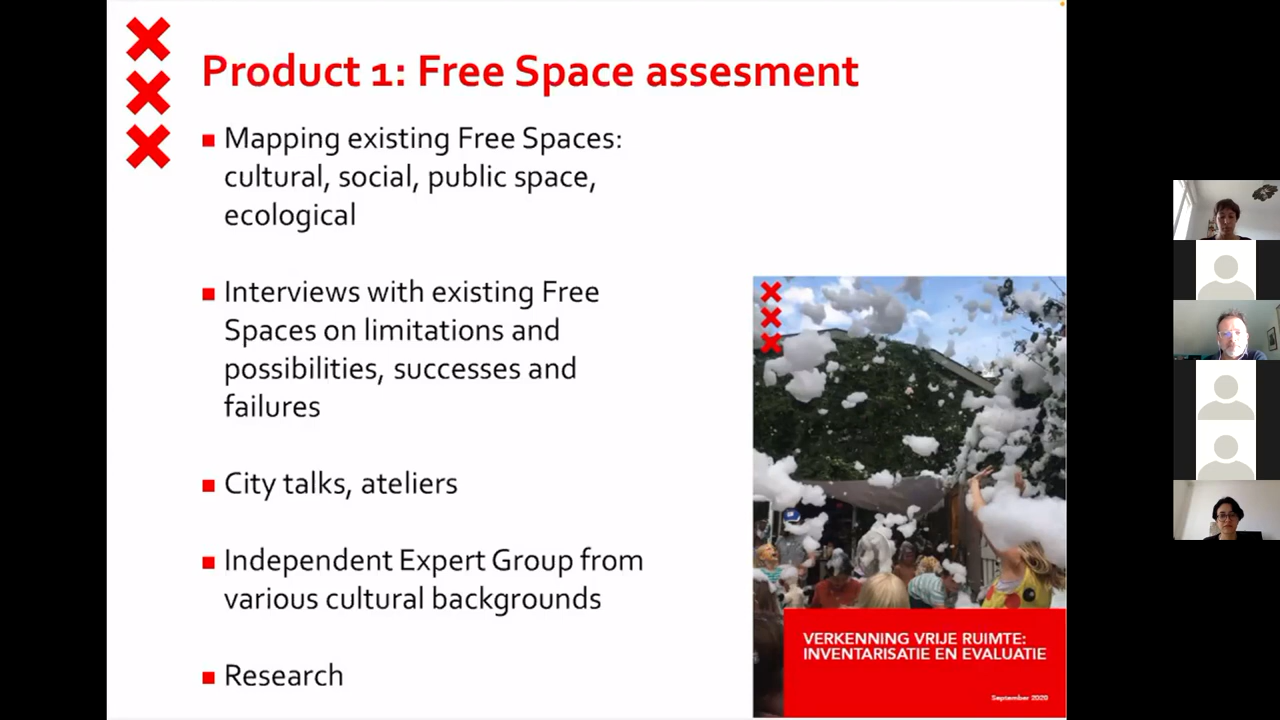 Product 1: Free Space assesment
Mapping existing Free Spaces:
cultural, social, public space,
ecological
Interviews with existing Free
Spaces on limitations and
possibilities, successes and
failures
City talks, ateliers
Independent Expert Group from
various cultural backgrounds
Research
VERKENNING VRIJE RUIMTE:
INVENTARISATIE EN EVALUATIE
September 2020